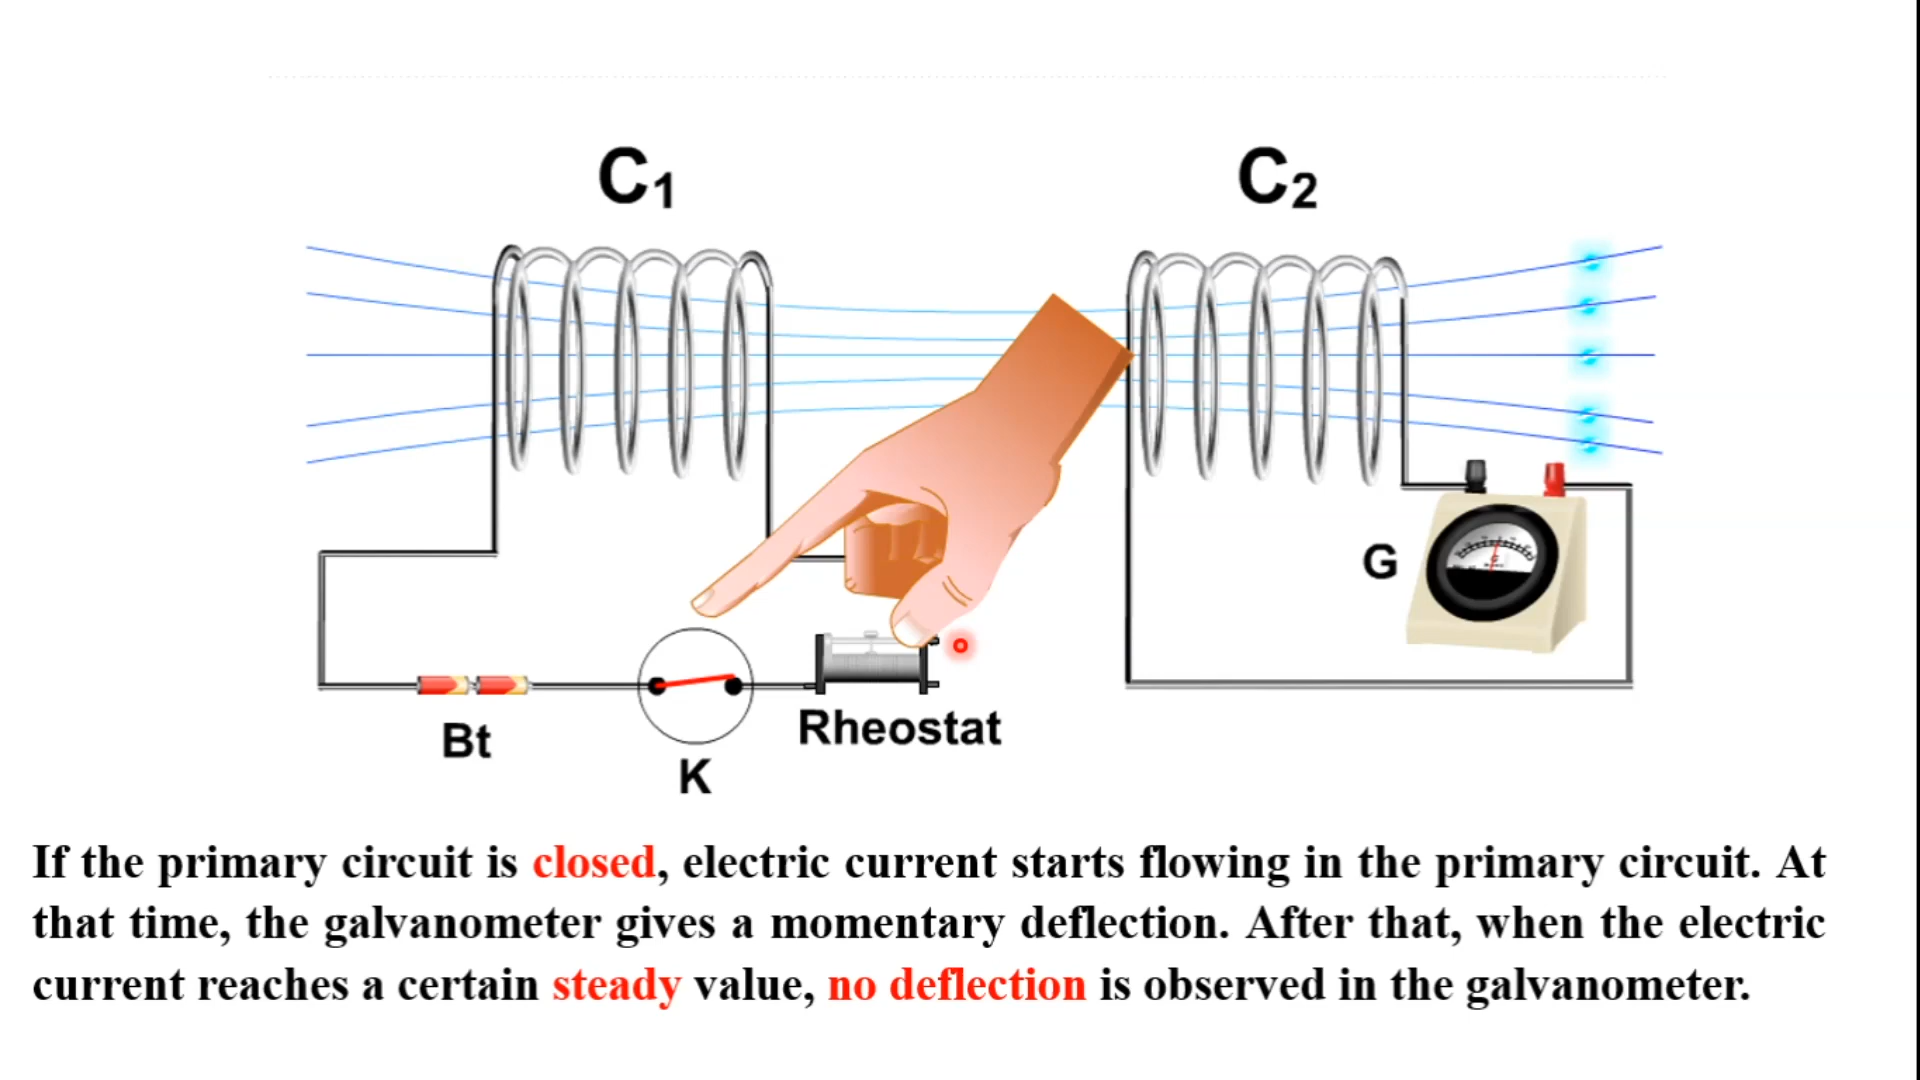 C₁
C₂
G
Bt
K
Rheostat
If the primary circuit is closed, electric current starts flowing in the primary circuit. At
that time, the galvanometer gives a momentary deflection. After that, when the electric
current reaches a certain steady value, no deflection is observed in the galvanometer.